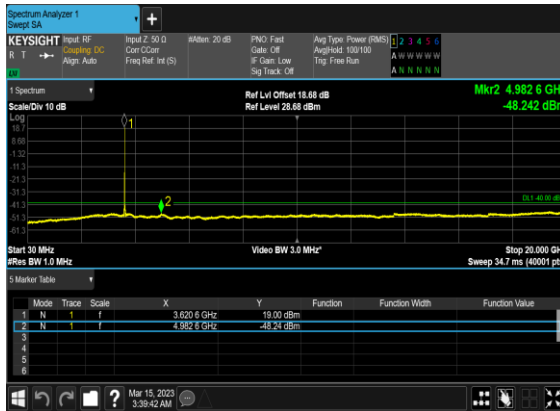 Spectrum Analyzer 1
Swept SA
+
KEYSIGHT Input: RF Input Z: 50 Ω #Atten: 20 dB PNO: Fast Avg Type: Power (RMS) 1 2 3 4 5 6
R T Coupling: DC Corr CCorr Gate: Off Avg|Hold: 100/100 A W W W W W
Align: Auto Freq Ref: Int (S) IF Gain: Low Trig: Free Run
LXI Sig Track: Off A N N N N N
1 Spectrum Ref Lvl Offset 18.68 dB Mkr2 4.982 6 GH
Scale/Div 10 dB Ref Level 28.68 dBm -48.242 dBm
Log
18.7
8.68
-1.32
-11.3
-21.3
-31.3
-41.3
-51.3
-61.3
1
2
DL1 -40.00 dB
Start 30 MHz Video BW 3.0 MHz* Stop 20.000 GH
#Res BW 1.0 MHz Sweep 34.7 ms (40001 pt
5 Marker Table
Mode Trace Scale X Y Function Function Width Function Value
1 N 1 f 3.620 6 GHz 19.00 dBm
2 N 1 f 4.982 6 GHz -48.24 dBm
3
4
5
6
? Mar 15, 2023
3:39:42 AM